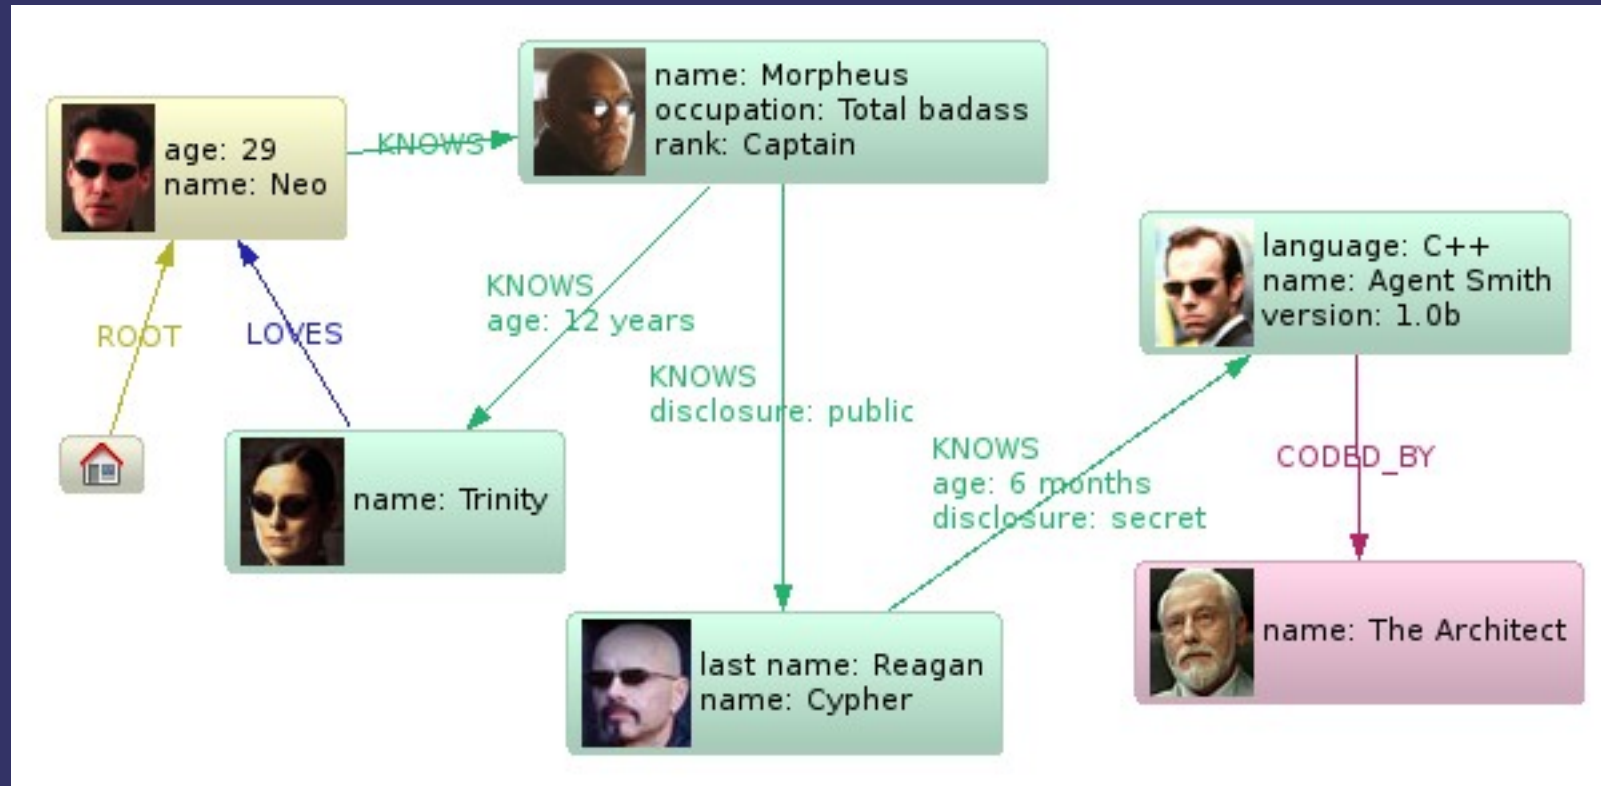 name: Morpheus
occupation: Total badass
rank: Captain
age: 29
name: Neo
KNOWS
language: C++
name: Agent Smith
version: 1.0b
KNOWS
age: 12 years
ROOT
LOVES
KNOWS
disclosure: public
KNOWS
age: 6 months
disclosure: secret
CODED_BY
name: Trinity
name: The Architect
last name: Reagan
name: Cypher